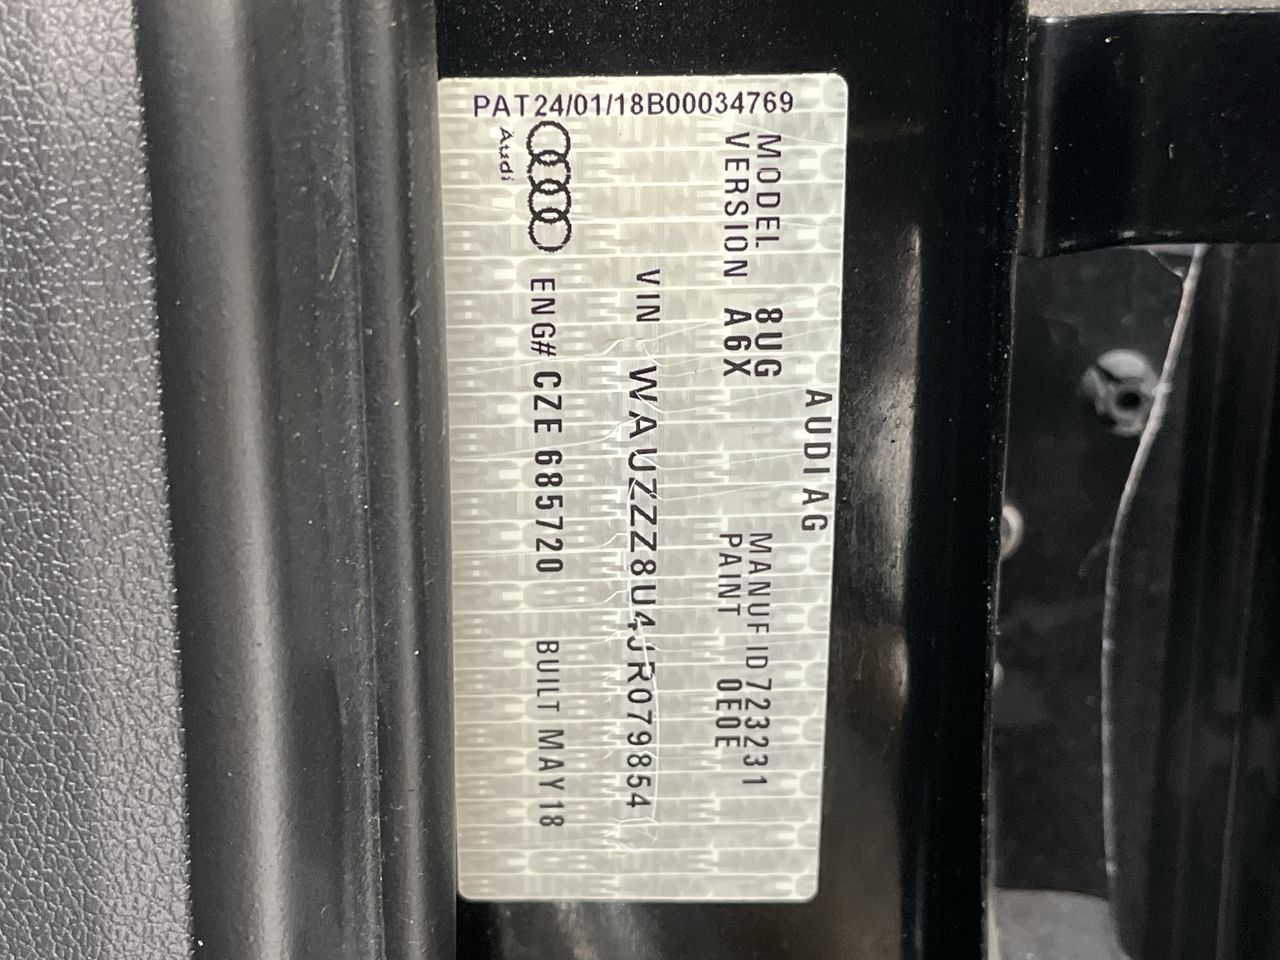 PAT24/01/18B00034769
AUDI AG
MODEL 8UG MANUF ID 723231
VERSION A6X PAINT 0E0E
VIN WAUZZZ8U4JR079854
Audi ENG# CZE 685720 BUILT MAY18